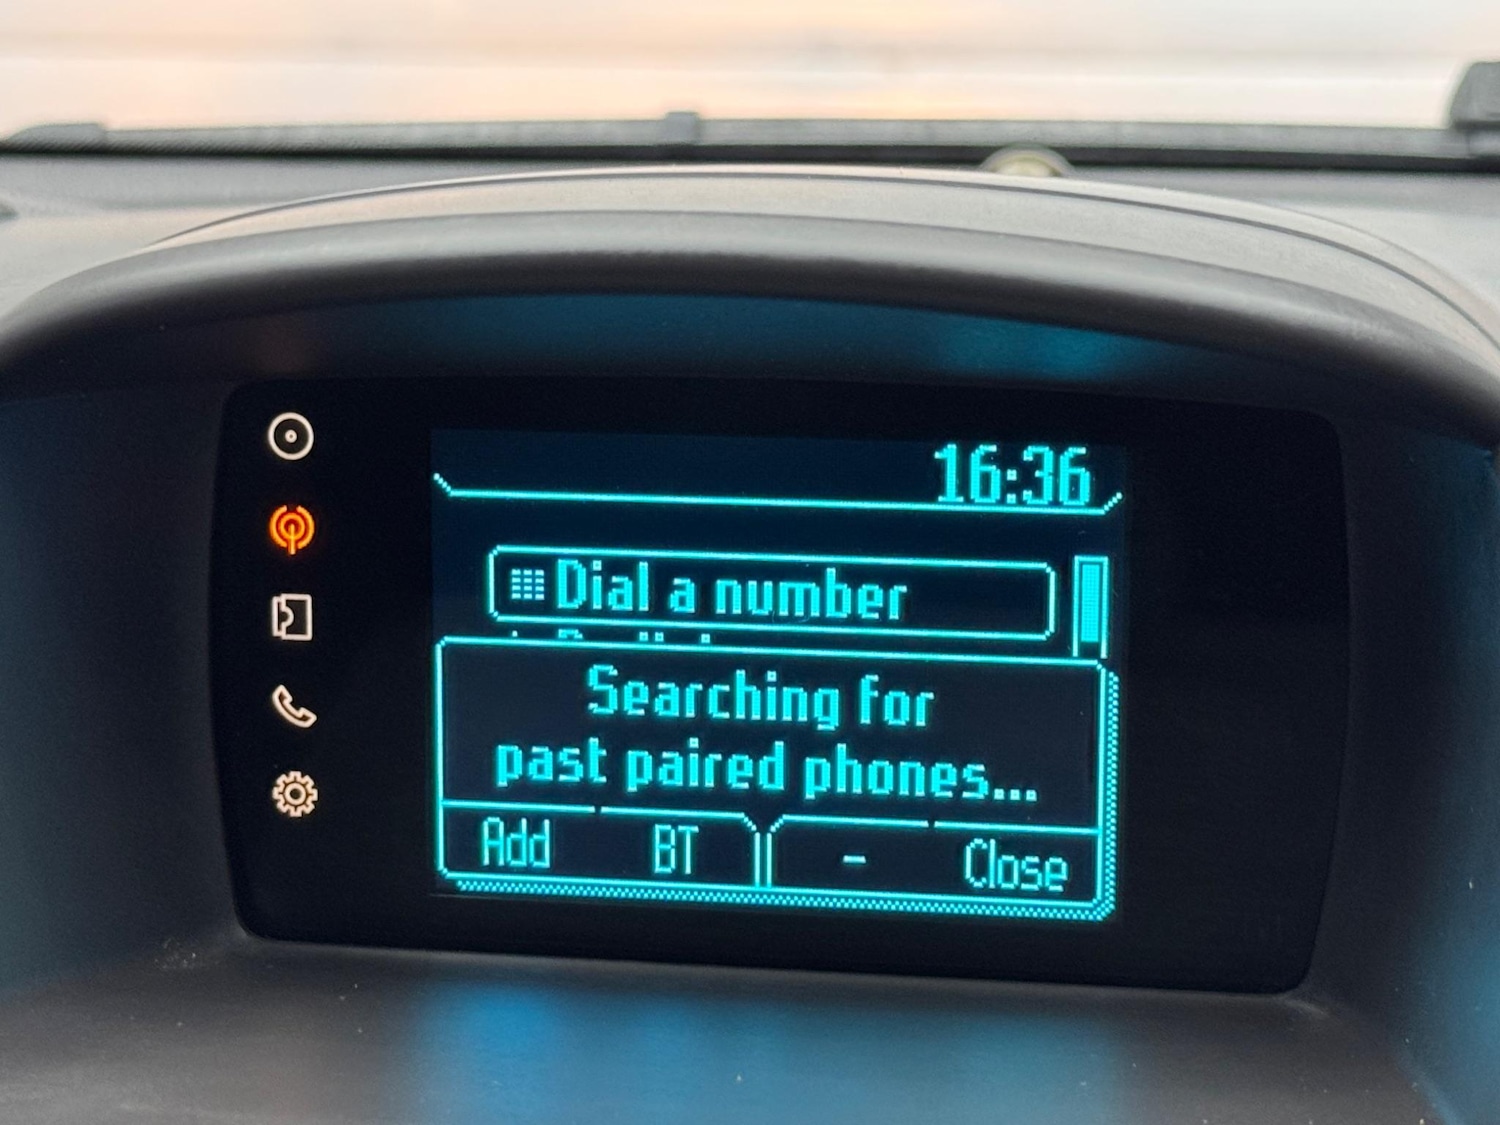 16:36
Dial a number
Searching for
past paired phones...
Add BT - Close